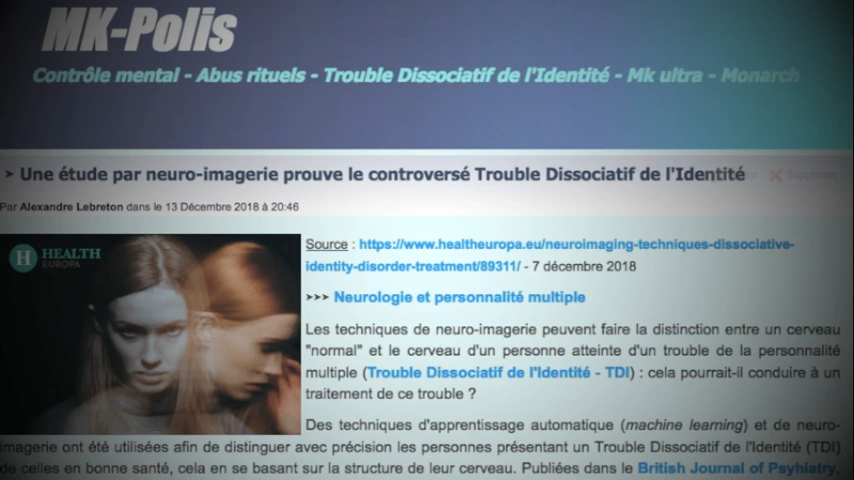 MK-Polis
Contrôle mental - Abus rituels - Trouble Dissociatif de l'Identité - Mk ultra - Monarch
Une étude par neuro-imagerie prouve le controversé Trouble Dissociatif de l'Identité
Supprimer
Par Alexandre Lebreton dans le 13 Décembre 2018 à 20:46
HEALTH
EUROPA
Source : https://www.healtheuropa.eu/neuroimaging-techniques-dissociative-
identity-disorder-treatment/89311/ - 7 décembre 2018
Neurologie et personnalité multiple
Les techniques de neuro-imagerie peuvent faire la distinction entre un cerveau
"normal" et le cerveau d'un personne atteinte d'un trouble de la personnalité
multiple (Trouble Dissociatif de l'Identité - TDI) : cela pourrait-il conduire à un
traitement de ce trouble ?
Des techniques d'apprentissage automatique (machine learning) et de neuro-
imagerie ont été utilisées afin de distinguer avec précision les personnes présentant un Trouble Dissociatif de l'Identité (TDI)
de celles en bonne santé, cela en se basant sur la structure de leur cerveau. Publiées dans le British Journal of Psyhiatry,